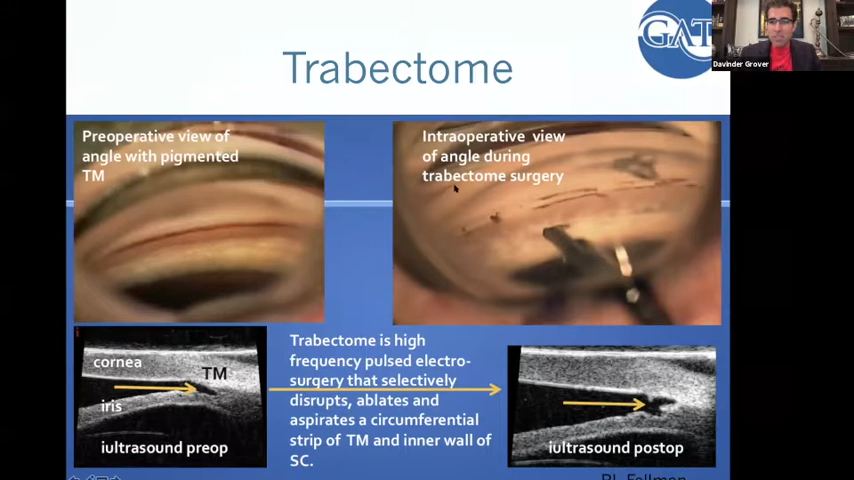 GAT
Davinder Grover
Trabectome
Preoperative view of
angle with pigmented
TM
Intraoperative view
of angle during
trabectome surgery
cornea
TM
iris
iultrasound preop
Trabectome is high
frequency pulsed electro-
surgery that selectively
disrupts, ablates and
aspirates a circumferential
strip of TM and inner wall of
SC.
iultrasound postop